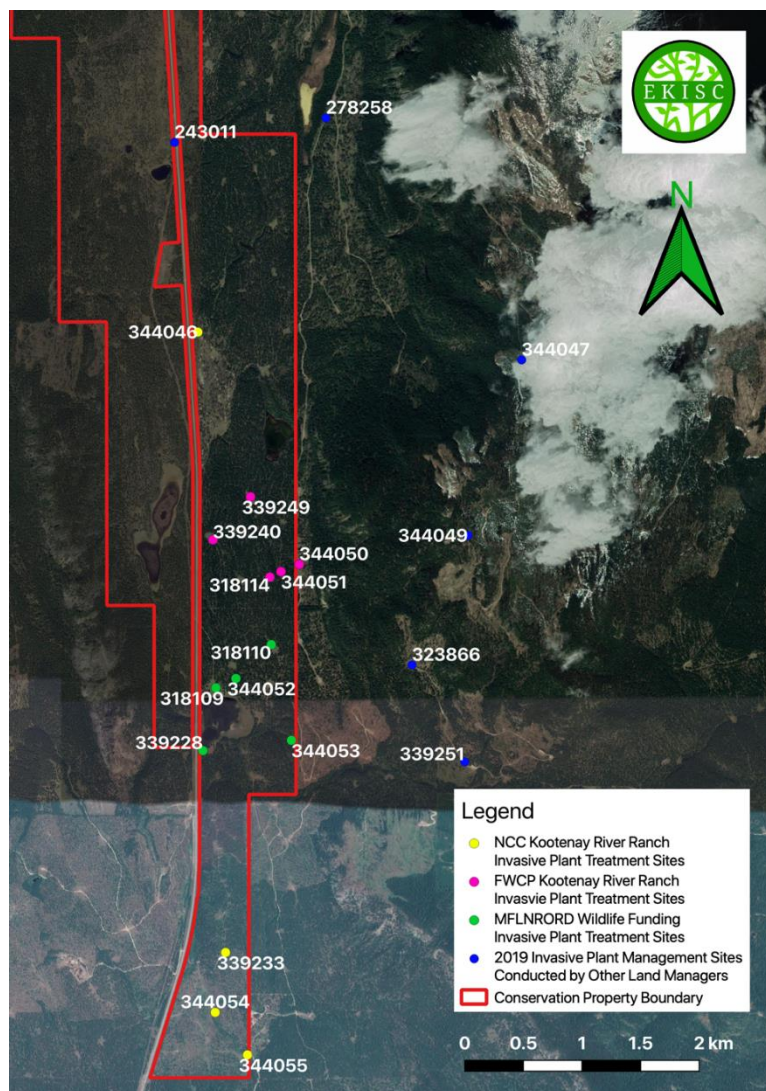 EKISC
278258
243011
N
344046
344047
339249
339240
344049
344050
344051
318114
318110
323866
344052
318109
339228
344053
339251
Legend
NCC Kootenay River Ranch
Invasive Plant Treatment Sites
FWCP Kootenay River Ranch
Invasvie Plant Treatment Sites
MFLNRORD Wildlife Funding
Invasive Plant Treatment Sites
2019 Invasive Plant Management Sites
Conducted by Other Land Managers
Conservation Property Boundary
339233
344054
344055
0 0.5 1 1.5 2 km